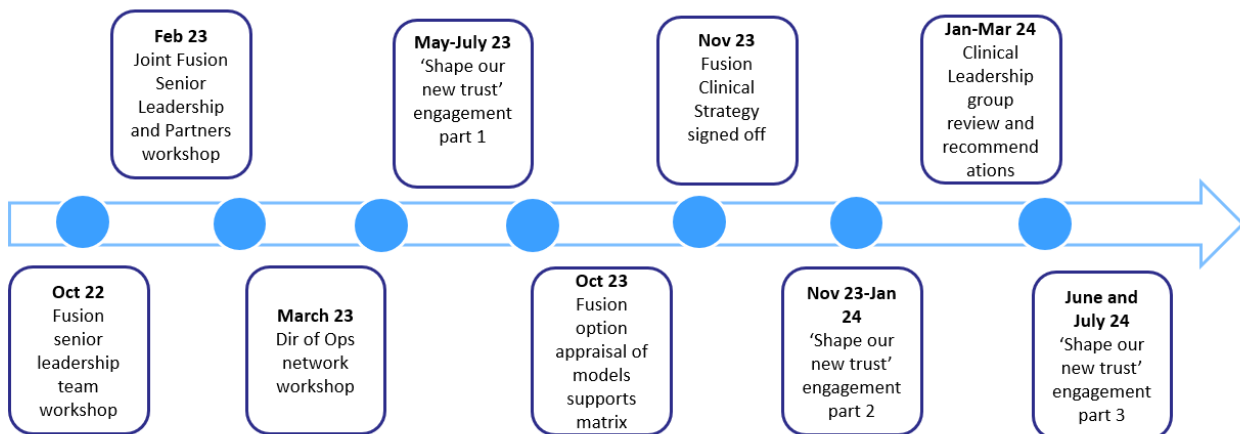 Feb 23
Joint Fusion
Senior
Leadership
and Partners
workshop
May-July 23
‘Shape our
new trust’
engagement
part 1
Nov 23
Fusion
Clinical
Strategy
signed off
Jan-Mar 24
Clinical
Leadership
group
review and
recommend
ations
Oct 22
Fusion
senior
leadership
team
workshop
March 23
Dir of Ops
network
workshop
Oct 23
Fusion
option
appraisal of
models
supports
matrix
Nov 23-Jan
24
‘Shape our
new trust’
engagement
part 2
June and
July 24
‘Shape our
new trust’
engagement
part 3